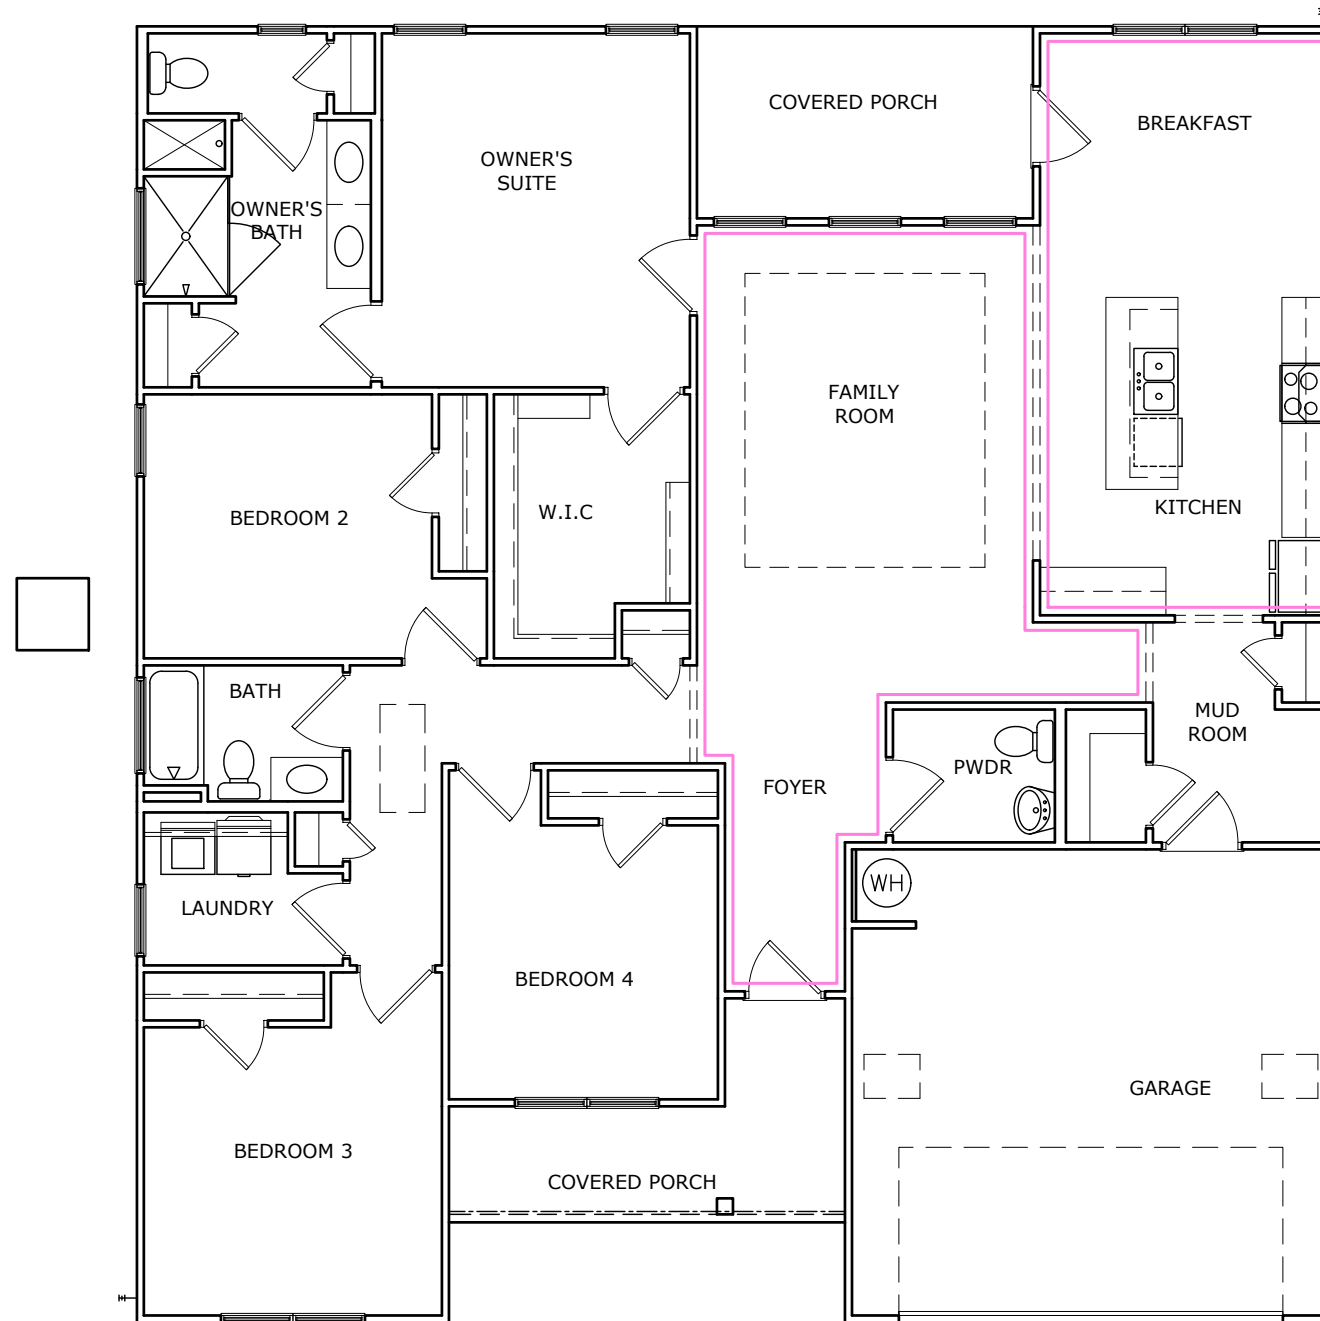 COVERED PORCH
BREAKFAST
OWNER'S
SUITE
OWNER'S
BATH
FAMILY
ROOM
KITCHEN
W.I.C
BEDROOM 2
BATH
MUD
ROOM
PWDR
FOYER
WH
LAUNDRY
BEDROOM 4
GARAGE
BEDROOM 3
COVERED PORCH